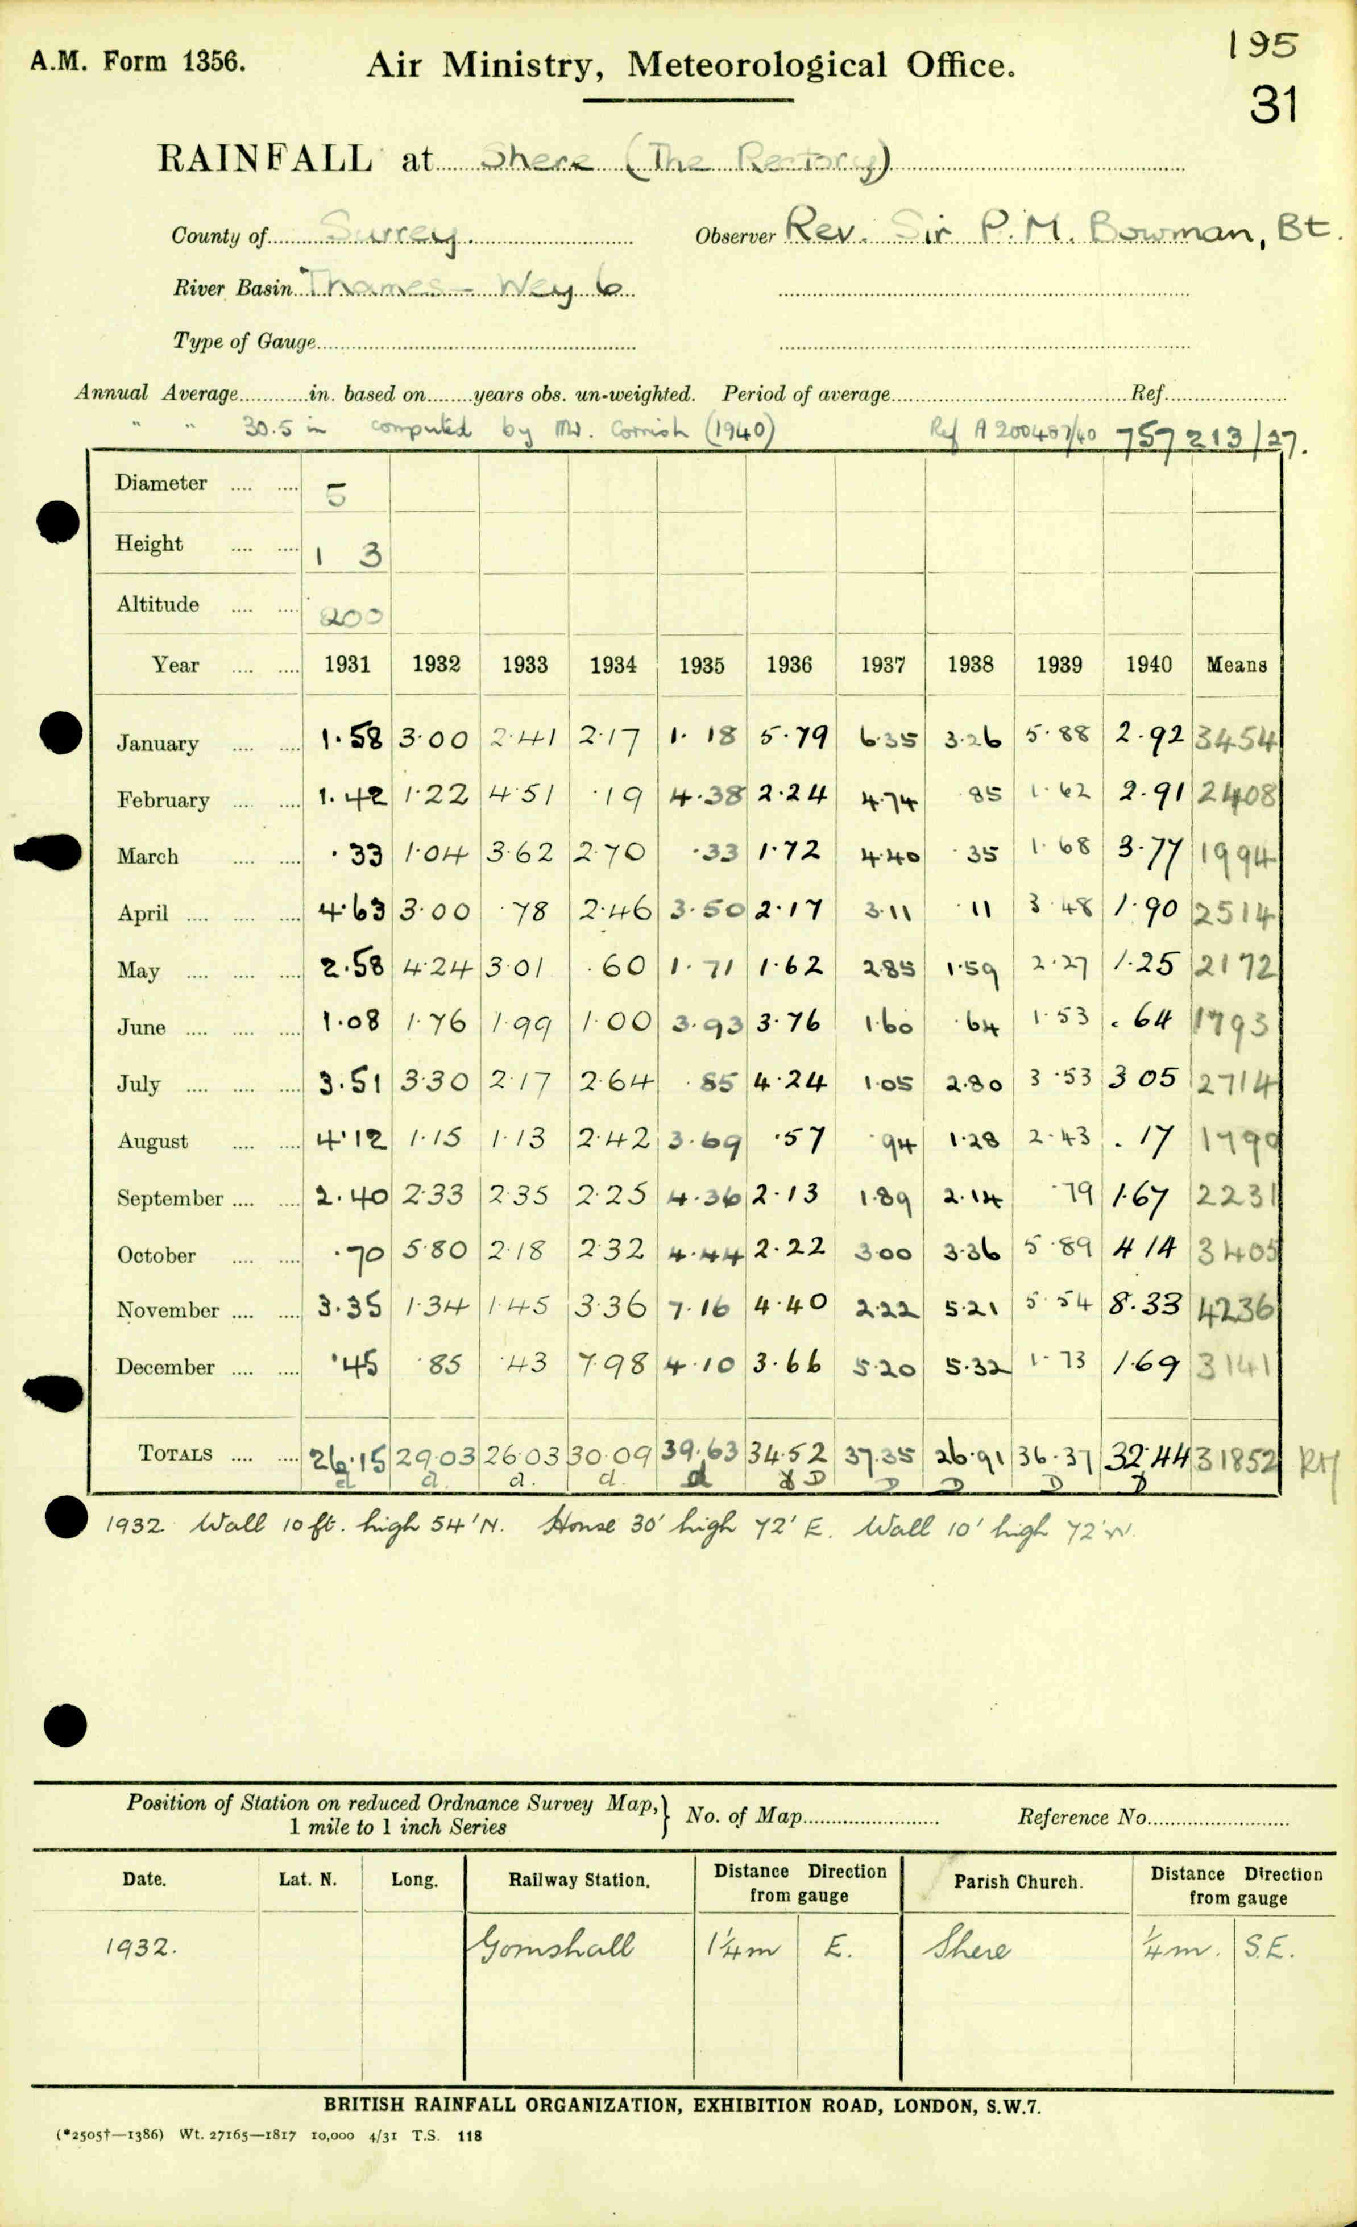 A.M. Form 1356.
Air Ministry, Meteorological Office.
195
31
RAINFALL at Shere (The Rectory)
County of Surrey. Observer Rev. Sir P.M. Bowman, Bt.
River Basin Thames - Wey 6
Type of Gauge
Annual Average in. based on years obs. un-weighted. Period of average Ref.
" " 30.5 in computed by Mr. Cornish (1940) Ref A200487/40 757213/27.
Diameter 5
Height 1 3
Altitude 200
Year 1931 1932 1933 1934 1935 1936 1937 1938 1939 1940 Means
January 1.58 3.00 2.41 2.17 1.18 5.79 6.35 3.26 5.88 2.92 3454
February 1.42 1.22 4.51 .19 4.38 2.24 4.74 85 1.62 2.91 2408
March .33 1.04 3.62 2.70 .33 1.72 4.40 .35 1.68 3.77 1994
April 4.63 3.00 .78 2.46 3.50 2.17 3.11 .11 3.48 1.90 2514
May 2.58 4.24 3.01 .60 1.71 1.62 2.85 1.59 2.27 1.25 2172
June 1.08 1.76 1.99 1.00 3.93 3.76 1.60 .64 1.53 .64 1793
July 3.51 3.30 2.17 2.64 .85 4.24 1.05 2.80 3.53 3 05 2714
August 4.12 1.15 1.13 2.42 3.69 .57 .94 1.28 2.43 .17 1790
September 2.40 2.33 2.35 2.25 4.36 2.13 1.89 2.14 .79 1.67 2231
October .70 5.80 2.18 2.32 4.44 2.22 3.00 3.36 5.89 4 14 3405
November 3.35 1.34 1.45 3.36 7.16 4.40 2.22 5.21 5.54 8.33 4236
December .45 .85 .43 7.98 4.10 3.66 5.20 5.32 1.73 1.69 3141
TOTALS 26.15 29.03 26.03 30.09 39.63 34.52 37.35 26.91 36.37 32.44 31852 RH
d d. d. d. d D D D D D
1932 Wall 10 ft. high 54' N. House 30' high 72' E. Wall 10' high 72' W.
Position of Station on reduced Ordnance Survey Map, } No. of Map Reference No.
1 mile to 1 inch Series
Date. Lat. N. Long. Railway Station. Distance Direction from gauge Parish Church. Distance Direction from gauge
1932. Gomshall 1¼m E. Shere ¼m. S.E.
BRITISH RAINFALL ORGANIZATION, EXHIBITION ROAD, LONDON, S.W.7.
(*2505†—1386) Wt. 27165—1817 10,000 4/31 T.S. 118